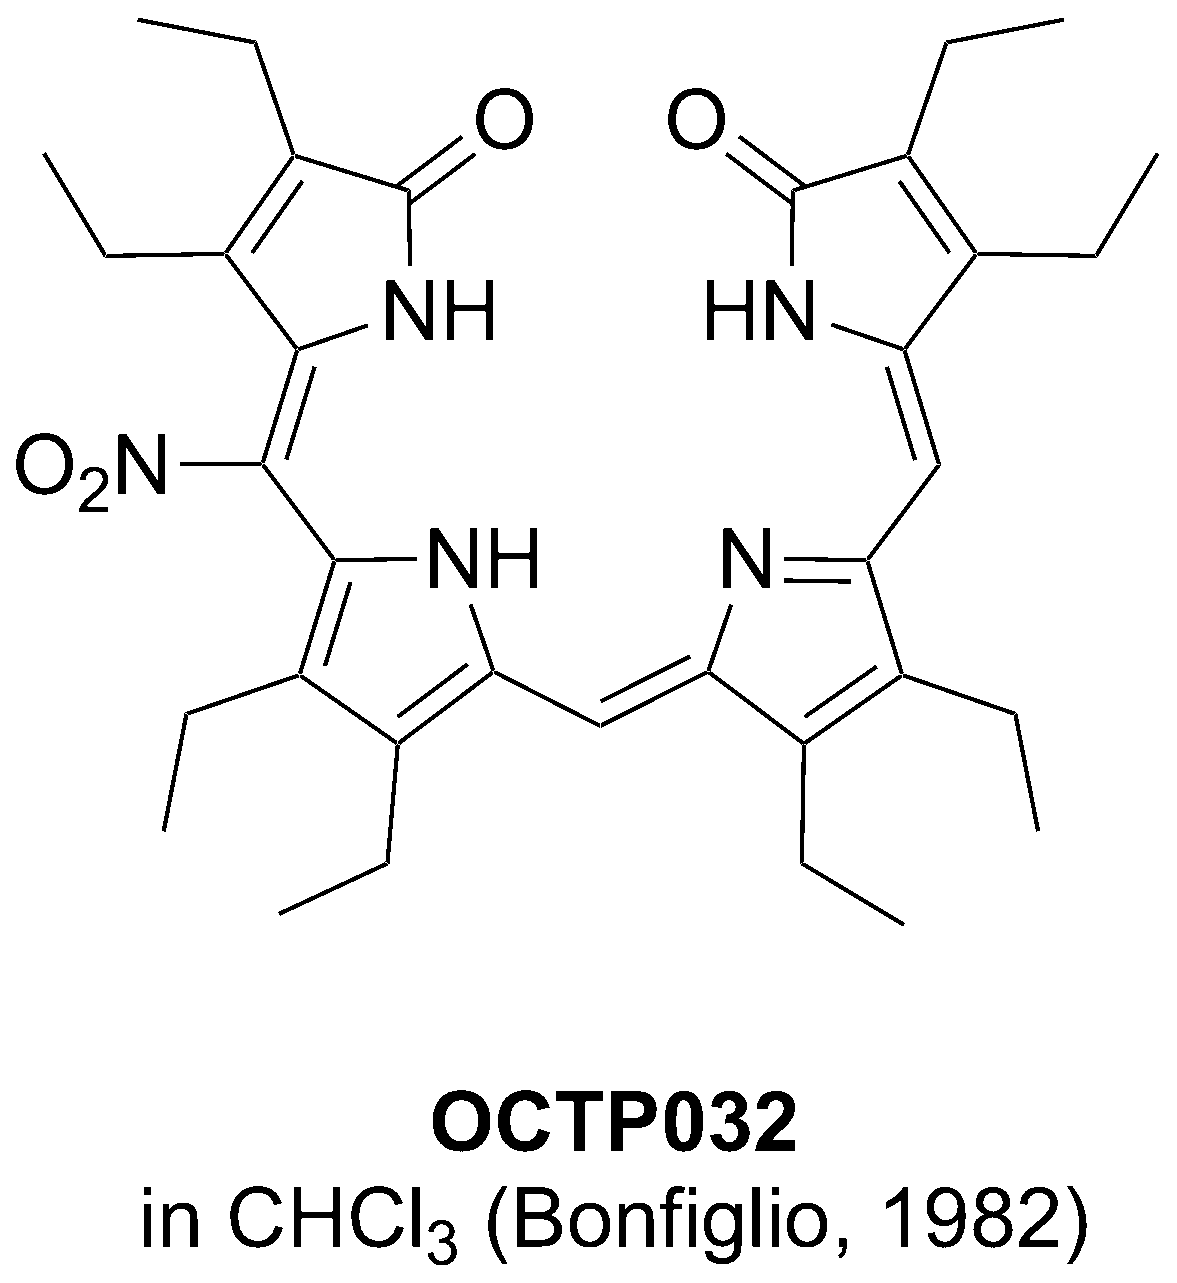 O O
NH HN
O₂N
NH N
OCTP032
in CHCl₃ (Bonfiglio, 1982)